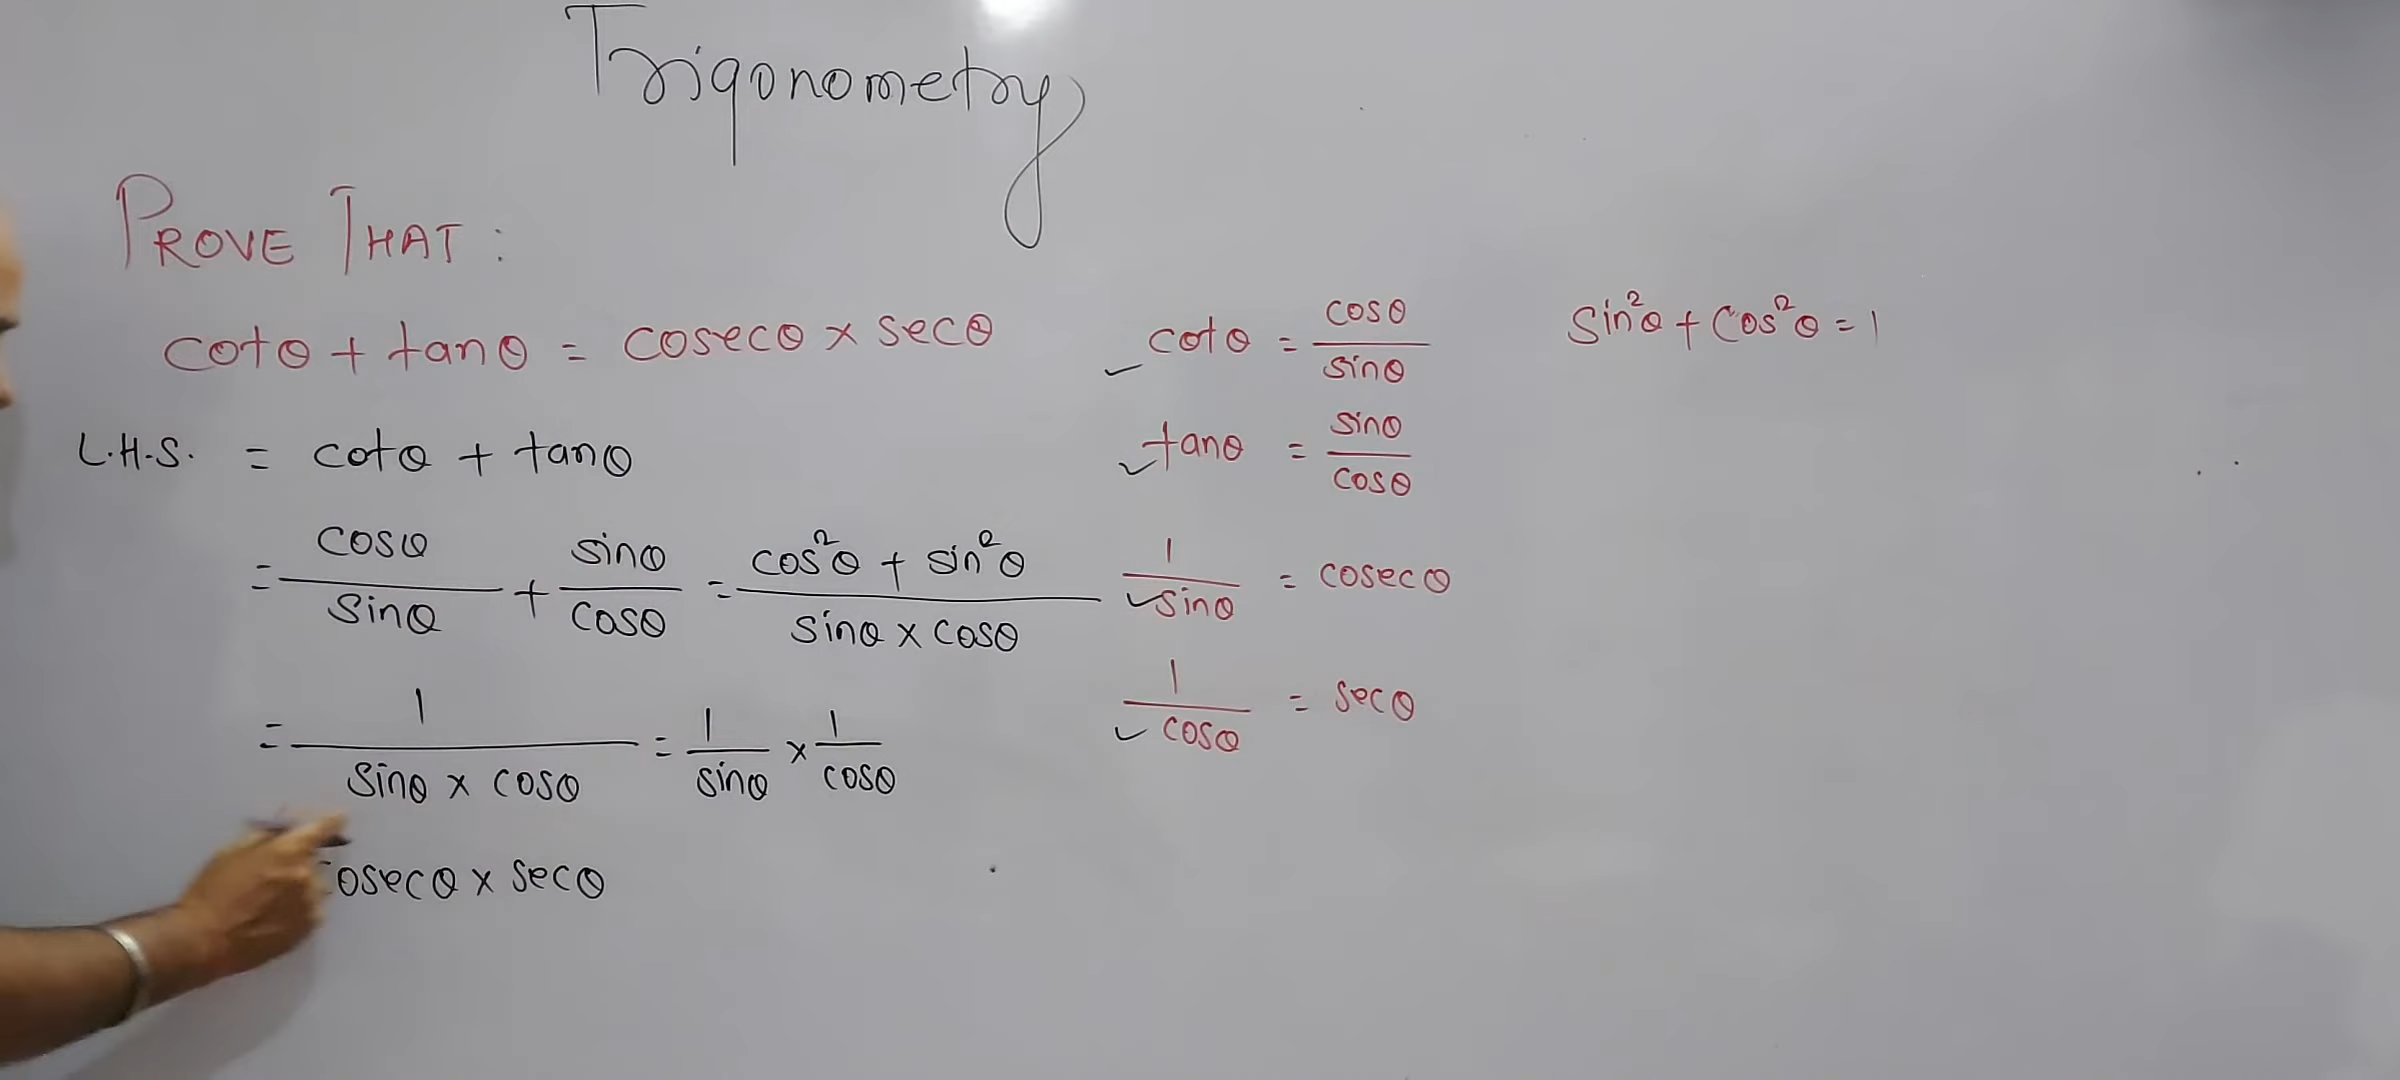 Trigonometry
PROVE THAT :
cotθ + tanθ = cosecθ × secθ
L.H.S. = cotθ + tanθ
= cosθ/sinθ + sinθ/cosθ = cos²θ + sin²θ/sinθ × cosθ
= 1/sinθ × cosθ = 1/sinθ × 1/cosθ
cosecθ × secθ
✓ cotθ = cosθ/sinθ
✓ tanθ = sinθ/cosθ
✓ 1/sinθ = cosecθ
✓ 1/cosθ = secθ
Sin²θ + Cos²θ = 1